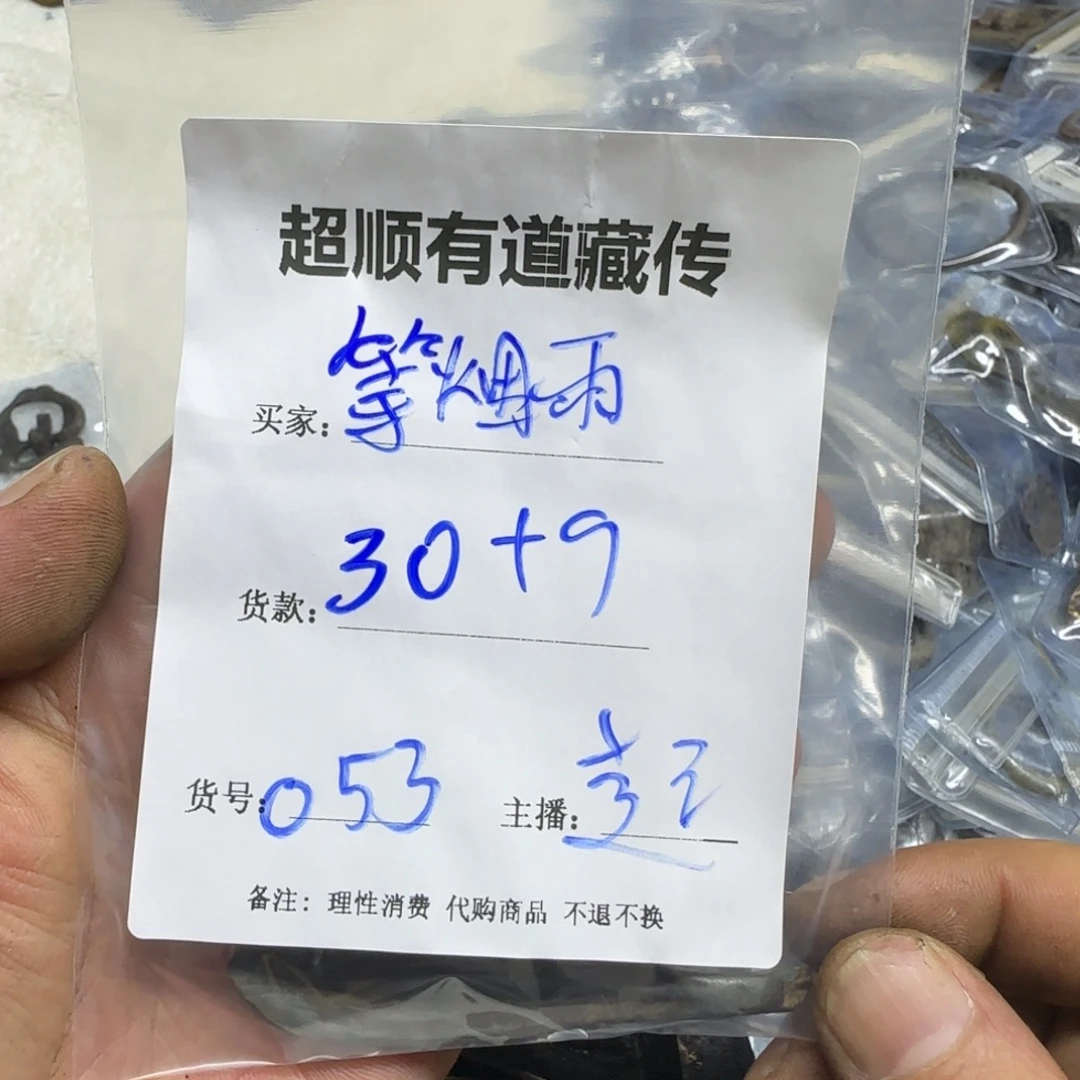 超顺有道藏传
买家: 等烟雨
货款: 30+9
货号: 053 主播:
备注: 理性消费 代购商品 不退不换